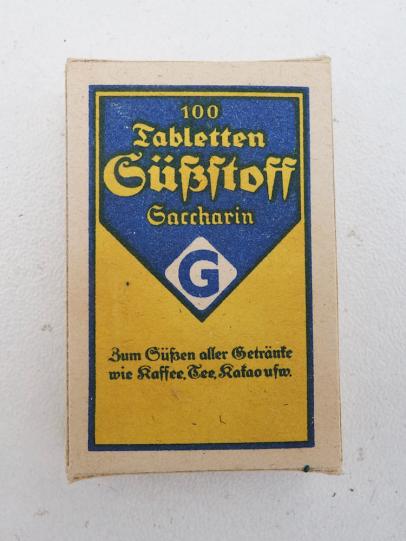 100
Tabletten
Süßstoff
Saccharin
G
Zum Süßen aller Getränke
wie Kaffee, Tee, Kakao usw.